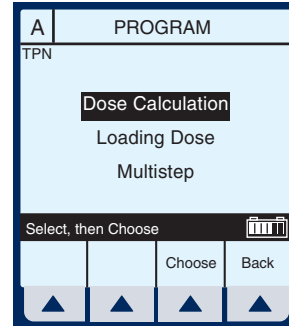 A PROGRAM
TPN
Dose Calculation
Loading Dose
Multistep
Select, then Choose
Choose Back